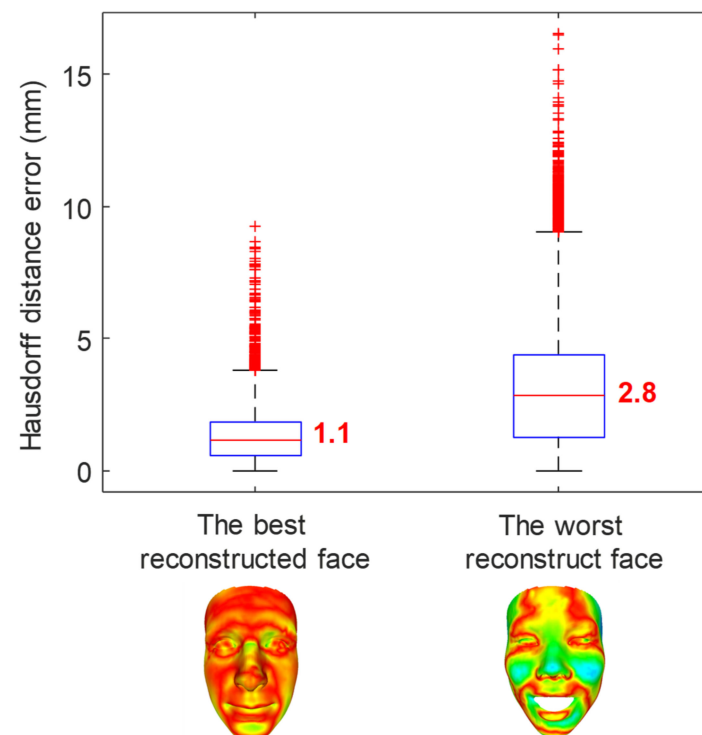 Hausdorff distance error (mm)
15
10
5
0
1.1
2.8
The best
reconstructed face
The worst
reconstruct face